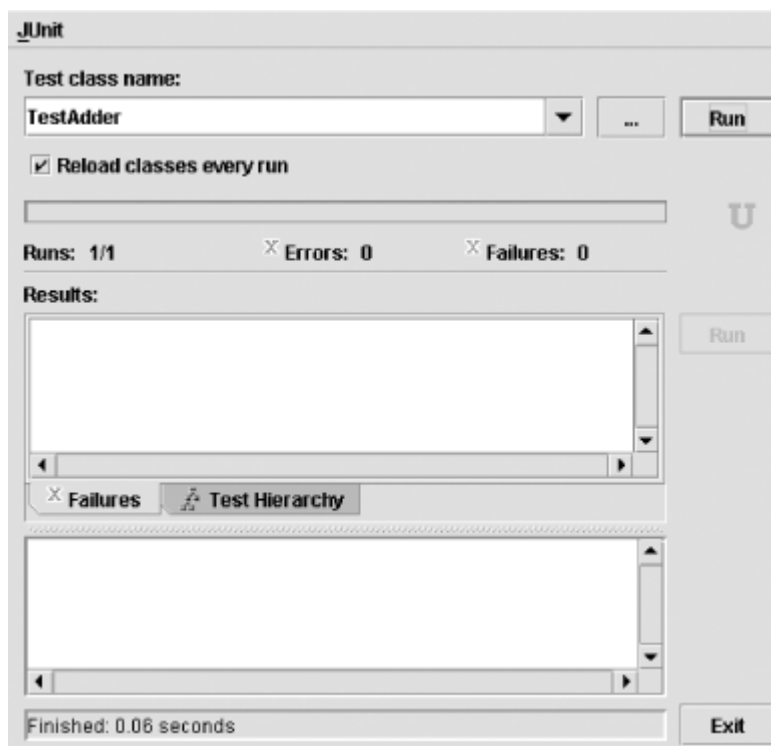 JUnit
Test class name:
TestAdder
...
Run
Reload classes every run
U
Runs: 1/1
X Errors: 0
X Failures: 0
Results:
Run
X Failures
Test Hierarchy
Finished: 0.06 seconds
Exit